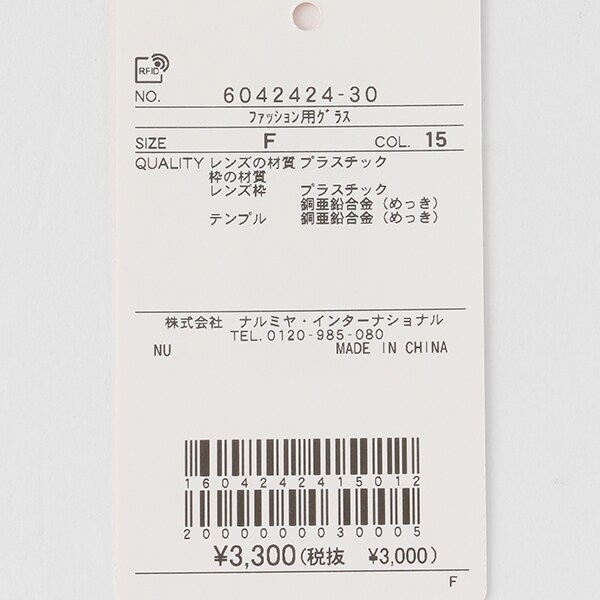 RFID
NO. 6042424-30
ファッション用グラス
SIZE F COL. 15
QUALITY レンズの材質 プラスチック
枠の材質
レンズ枠 プラスチック
銅亜鉛合金（めっき）
テンプル 銅亜鉛合金（めっき）
株式会社 ナルミヤ・インターナショナル
TEL.0120-985-080
NU MADE IN CHINA
1604242415012
2000000030005
¥3,300(税抜 ¥3,000)
F